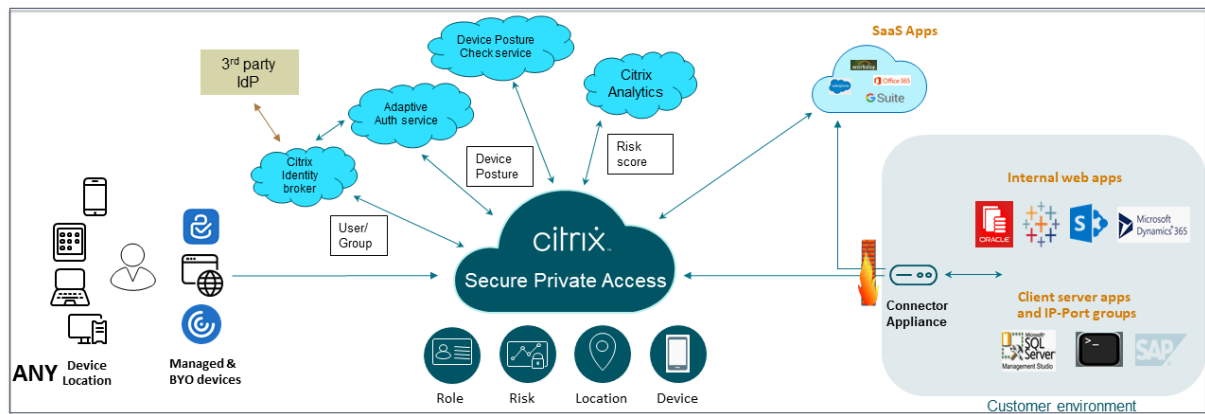 3rd party
IdP
Device Posture
Check service
Citrix
Analytics
Adaptive
Auth service
Citrix
Identity
broker
Device
Posture
Risk
score
User/
Group
citrix
Secure Private Access
SaaS Apps
workday
salesforce
Office 365
G Suite
Internal web apps
ORACLE
Microsoft
Dynamics 365
Connector
Appliance
Client server apps
and IP-Port groups
Microsoft
SQL
Server
Management Studio
>_
SAP
Customer environment
ANY
Device
Location
Managed &
BYO devices
Role
Risk
Location
Device